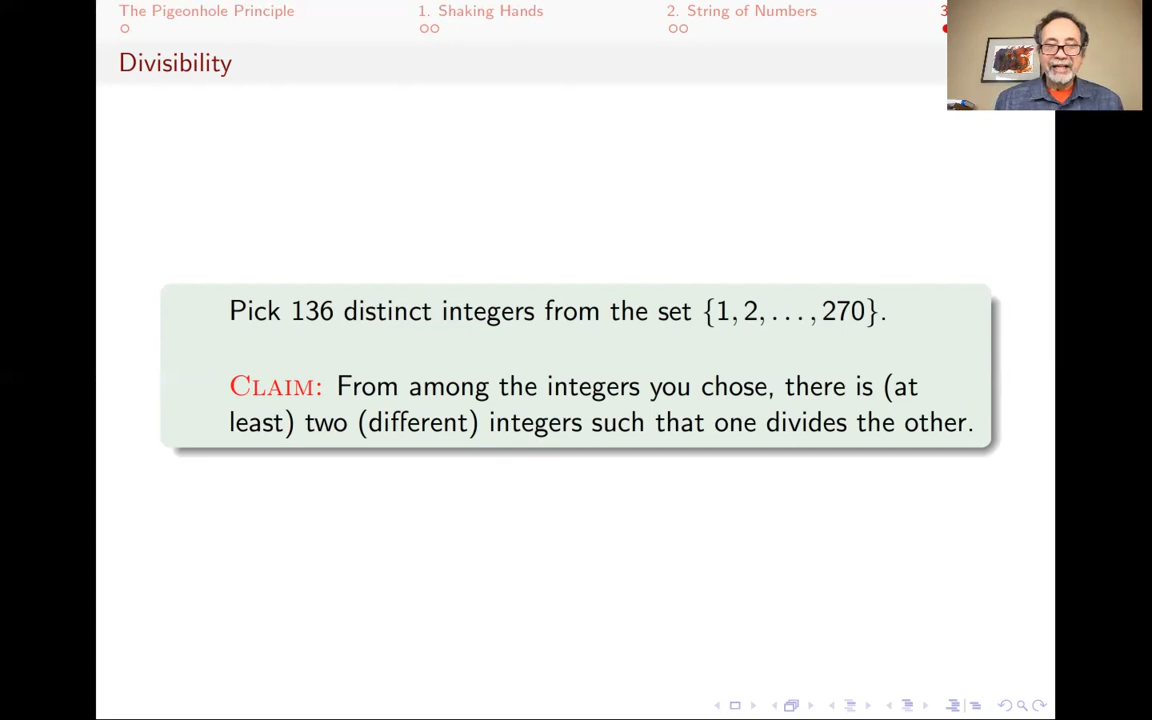 The Pigeonhole Principle 1. Shaking Hands 2. String of Numbers 3
Divisibility
Pick 136 distinct integers from the set {1, 2, . . . , 270}.
CLAIM: From among the integers you chose, there is (at
least) two (different) integers such that one divides the other.